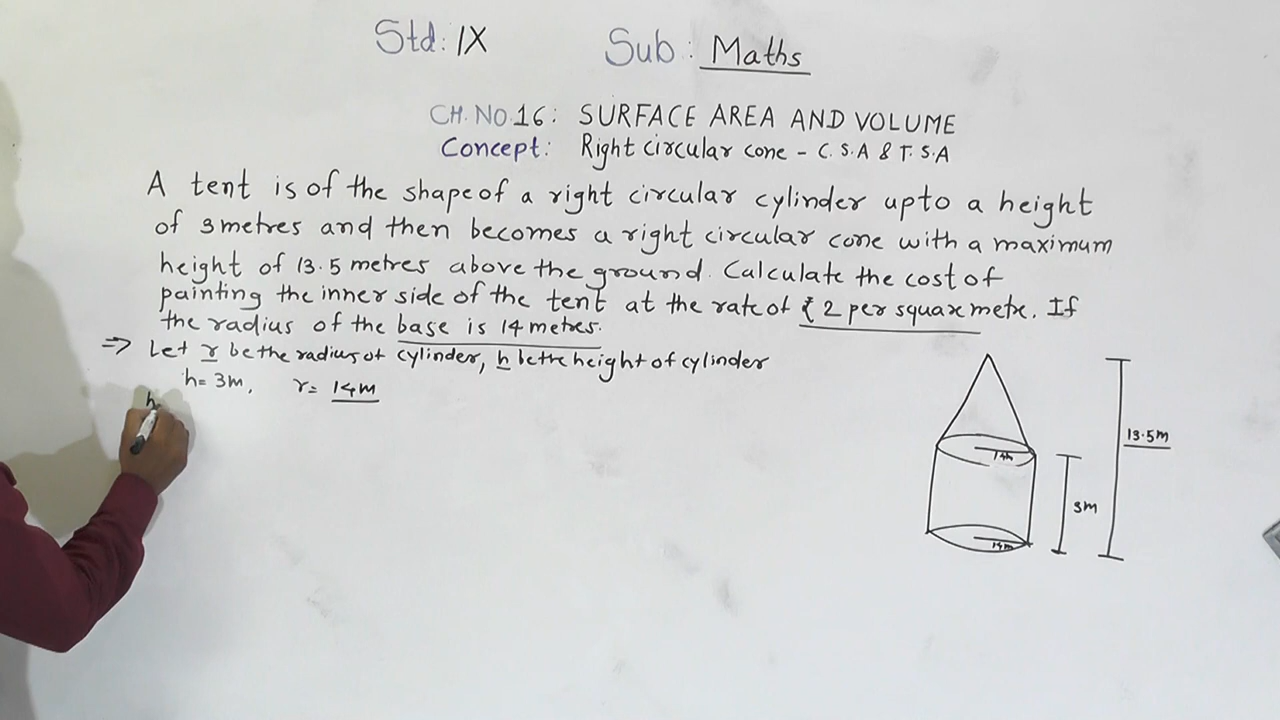 Std: IX
Sub: Maths
CH. NO. 16: SURFACE AREA AND VOLUME
Concept: Right circular cone - C.S.A & T.S.A
A tent is of the shape of a right circular cylinder upto a height
of 3 metres and then becomes a right circular cone with a maximum
height of 13.5 metres above the ground. Calculate the cost of
painting the inner side of the tent at the rate of ₹ 2 per square metre. If
the radius of the base is 14 metres.
⇒ Let r be the radius of cylinder, h be the height of cylinder
h = 3m, r = 14m
h
13.5m
14m
3m
14m